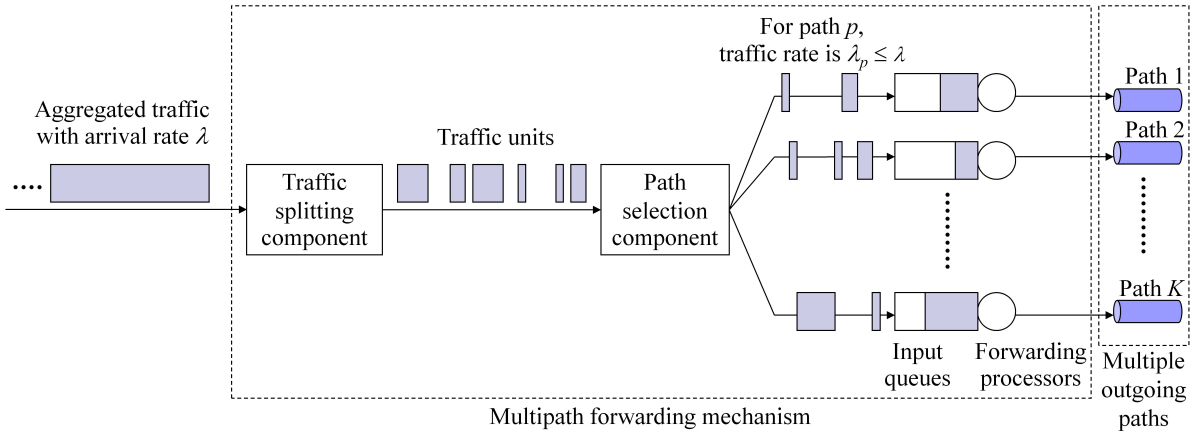 For path p,
traffic rate is λp ≤ λ
Aggregated traffic
with arrival rate λ
Traffic units
Traffic
splitting
component
Path
selection
component
Path 1
Path 2
Path K
Input
queues
Forwarding
processors
Multiple
outgoing
paths
Multipath forwarding mechanism